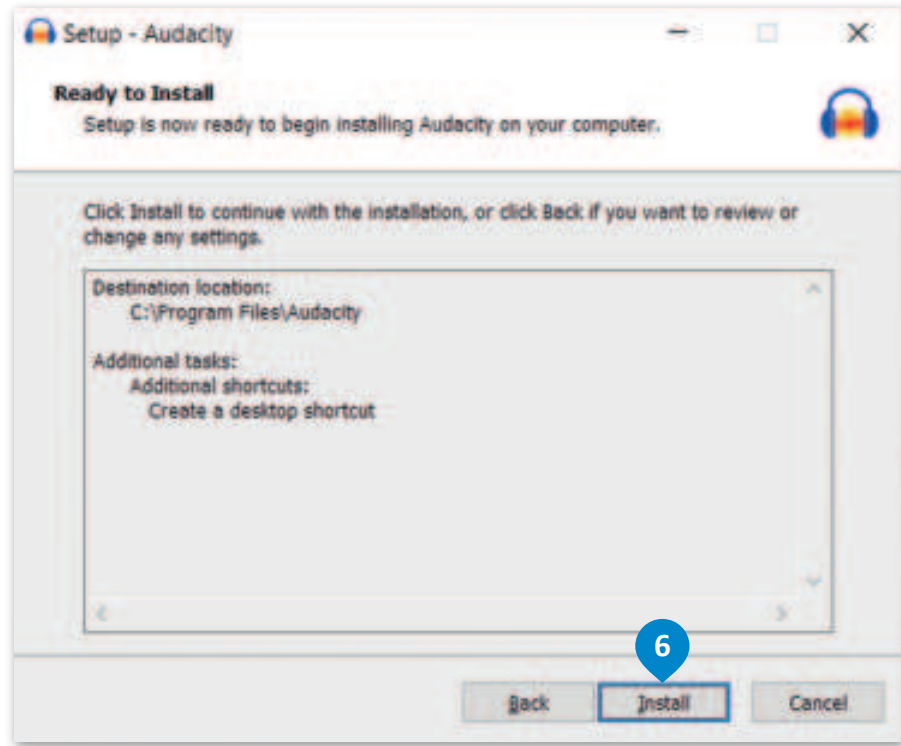 Setup - Audacity
Ready to Install
Setup is now ready to begin installing Audacity on your computer.
Click Install to continue with the installation, or click Back if you want to review or
change any settings.
Destination location:
C:\Program Files\Audacity
Additional tasks:
Additional shortcuts:
Create a desktop shortcut
6
Back
Install
Cancel